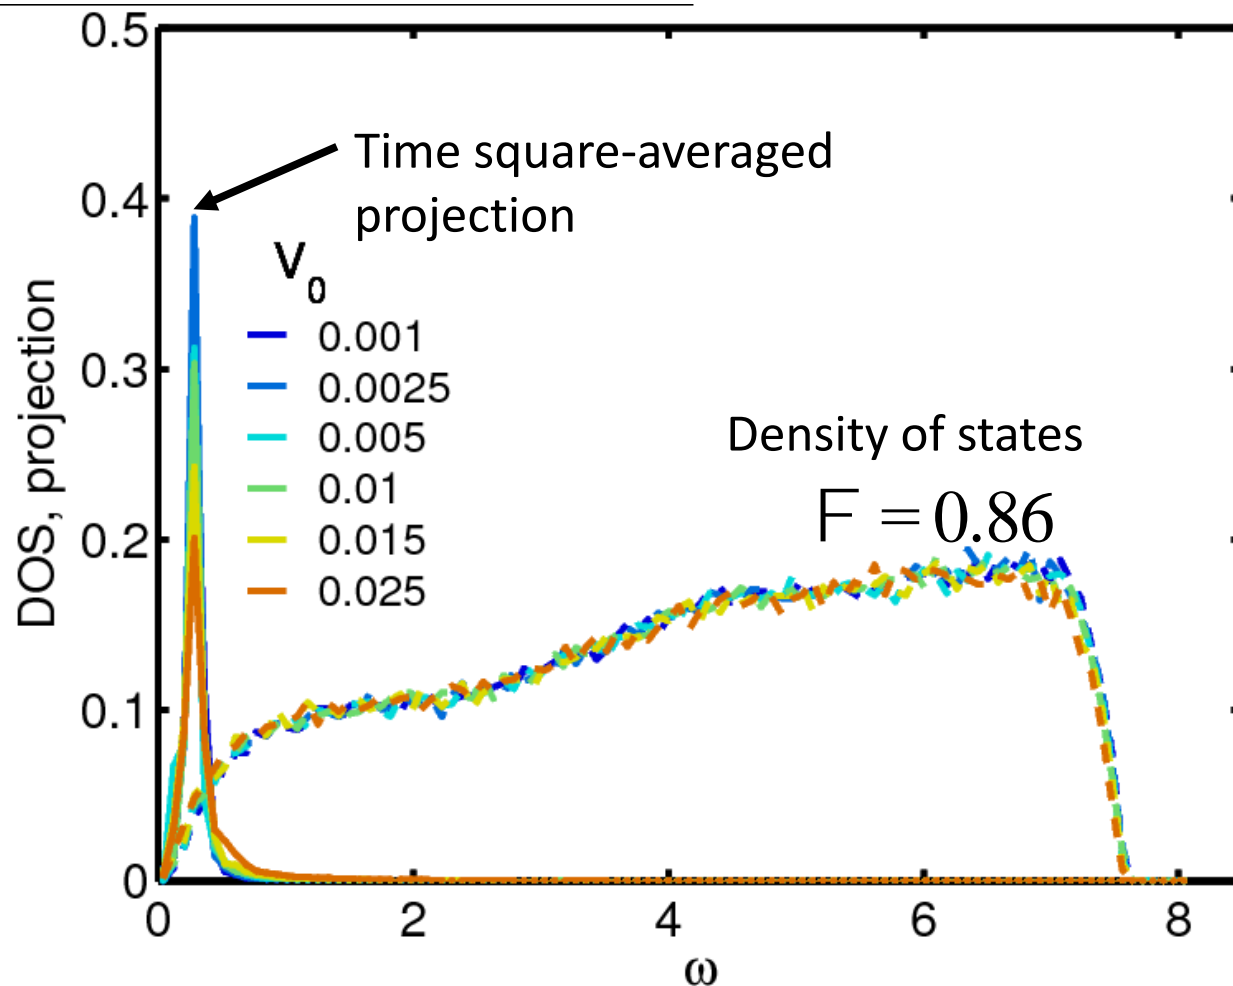 0.5
Time square-averaged
projection
0.4
V0
0.001
0.3
0.0025
0.005
Density of states
0.01
F = 0.86
0.2
0.015
0.025
0.1
0
0 2 4 6 8
ω
DOS, projection